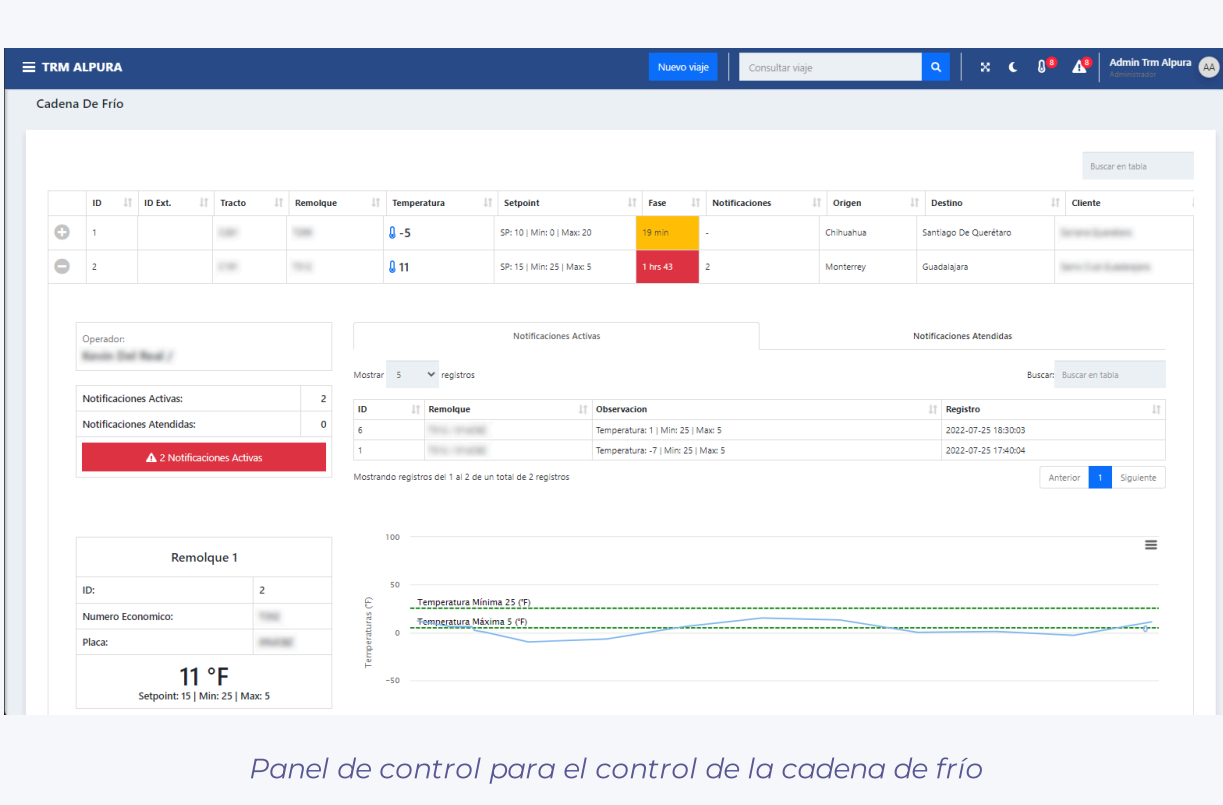 TRM ALPURA
Nuevo viaje
Consultar viaje
8
8
Admin Trm Alpura
Administrador
AA
Cadena De Frío
Buscar en tabla
ID ID Ext. Tracto Remolque Temperatura Setpoint Fase Notificaciones Origen Destino Cliente
1 -5 SP: 10 | Min: 0 | Max: 20 19 min - Chihuahua Santiago De Querétaro
2 11 SP: 15 | Min: 25 | Max: 5 1 hrs 43 2 Monterrey Guadalajara
Operador:
Notificaciones Activas: 2
Notificaciones Atendidas: 0
2 Notificaciones Activas
Notificaciones Activas Notificaciones Atendidas
Mostrar 5 registros Buscar: Buscar en tabla
ID Remolque Observacion Registro
6 Temperatura: 1 | Min: 25 | Max: 5 2022-07-25 18:30:03
1 Temperatura: -7 | Min: 25 | Max: 5 2022-07-25 17:40:04
Mostrando registros del 1 al 2 de un total de 2 registros
Anterior 1 Siguiente
Remolque 1
ID: 2
Numero Economico:
Placa:
11 °F
Setpoint: 15 | Min: 25 | Max: 5
Temperaturas (°F)
100
50
0
−50
Temperatura Mínima 25 (°F)
Temperatura Máxima 5 (°F)
0
Panel de control para el control de la cadena de frío